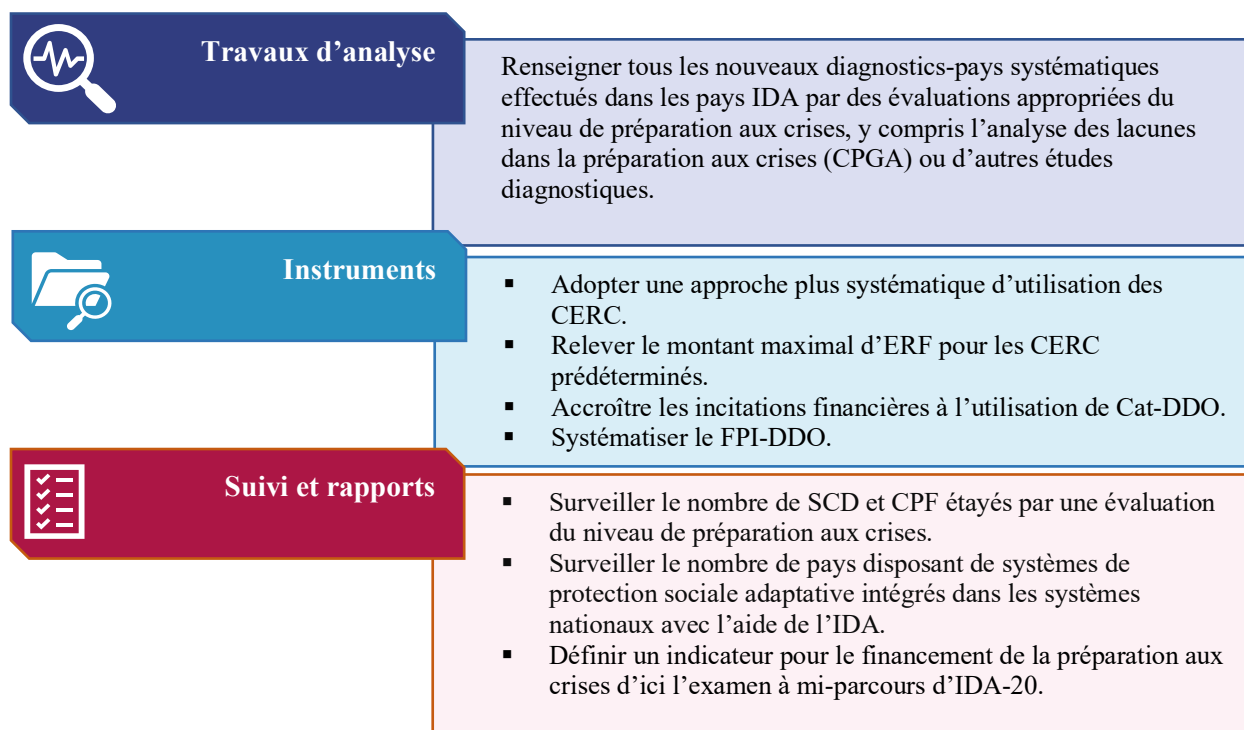 Travaux d’analyse
Renseigner tous les nouveaux diagnostics-pays systématiques
effectués dans les pays IDA par des évaluations appropriées du
niveau de préparation aux crises, y compris l’analyse des lacunes
dans la préparation aux crises (CPGA) ou d’autres études
diagnostiques.
Instruments
▪ Adopter une approche plus systématique d’utilisation des
CERC.
▪ Relever le montant maximal d’ERF pour les CERC
prédéterminés.
▪ Accroître les incitations financières à l’utilisation de Cat-DDO.
▪ Systématiser le FPI-DDO.
Suivi et rapports
▪ Surveiller le nombre de SCD et CPF étayés par une évaluation
du niveau de préparation aux crises.
▪ Surveiller le nombre de pays disposant de systèmes de
protection sociale adaptative intégrés dans les systèmes
nationaux avec l’aide de l’IDA.
▪ Définir un indicateur pour le financement de la préparation aux
crises d’ici l’examen à mi-parcours d’IDA-20.